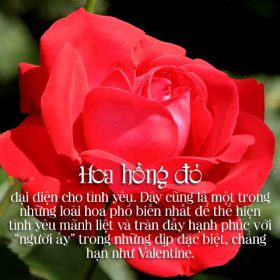 Hoa hồng đỏ
đại diện cho tình yêu. Đây cũng là một trong
những loài hoa phổ biến nhất để thể hiện
tình yêu mãnh liệt và tràn đầy hạnh phúc với
“người ấy” trong những dịp đặc biệt, chẳng
hạn như Valentine.